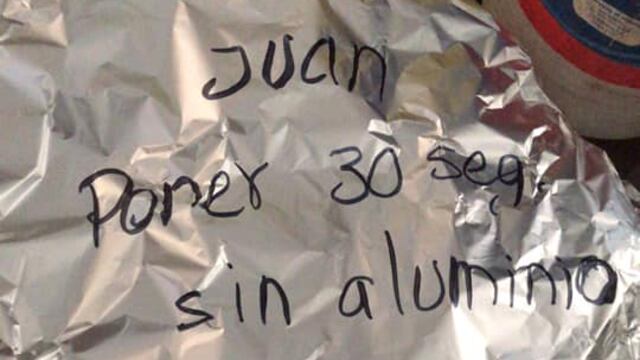 Juan
Poner 30 seg.
sin aluminio